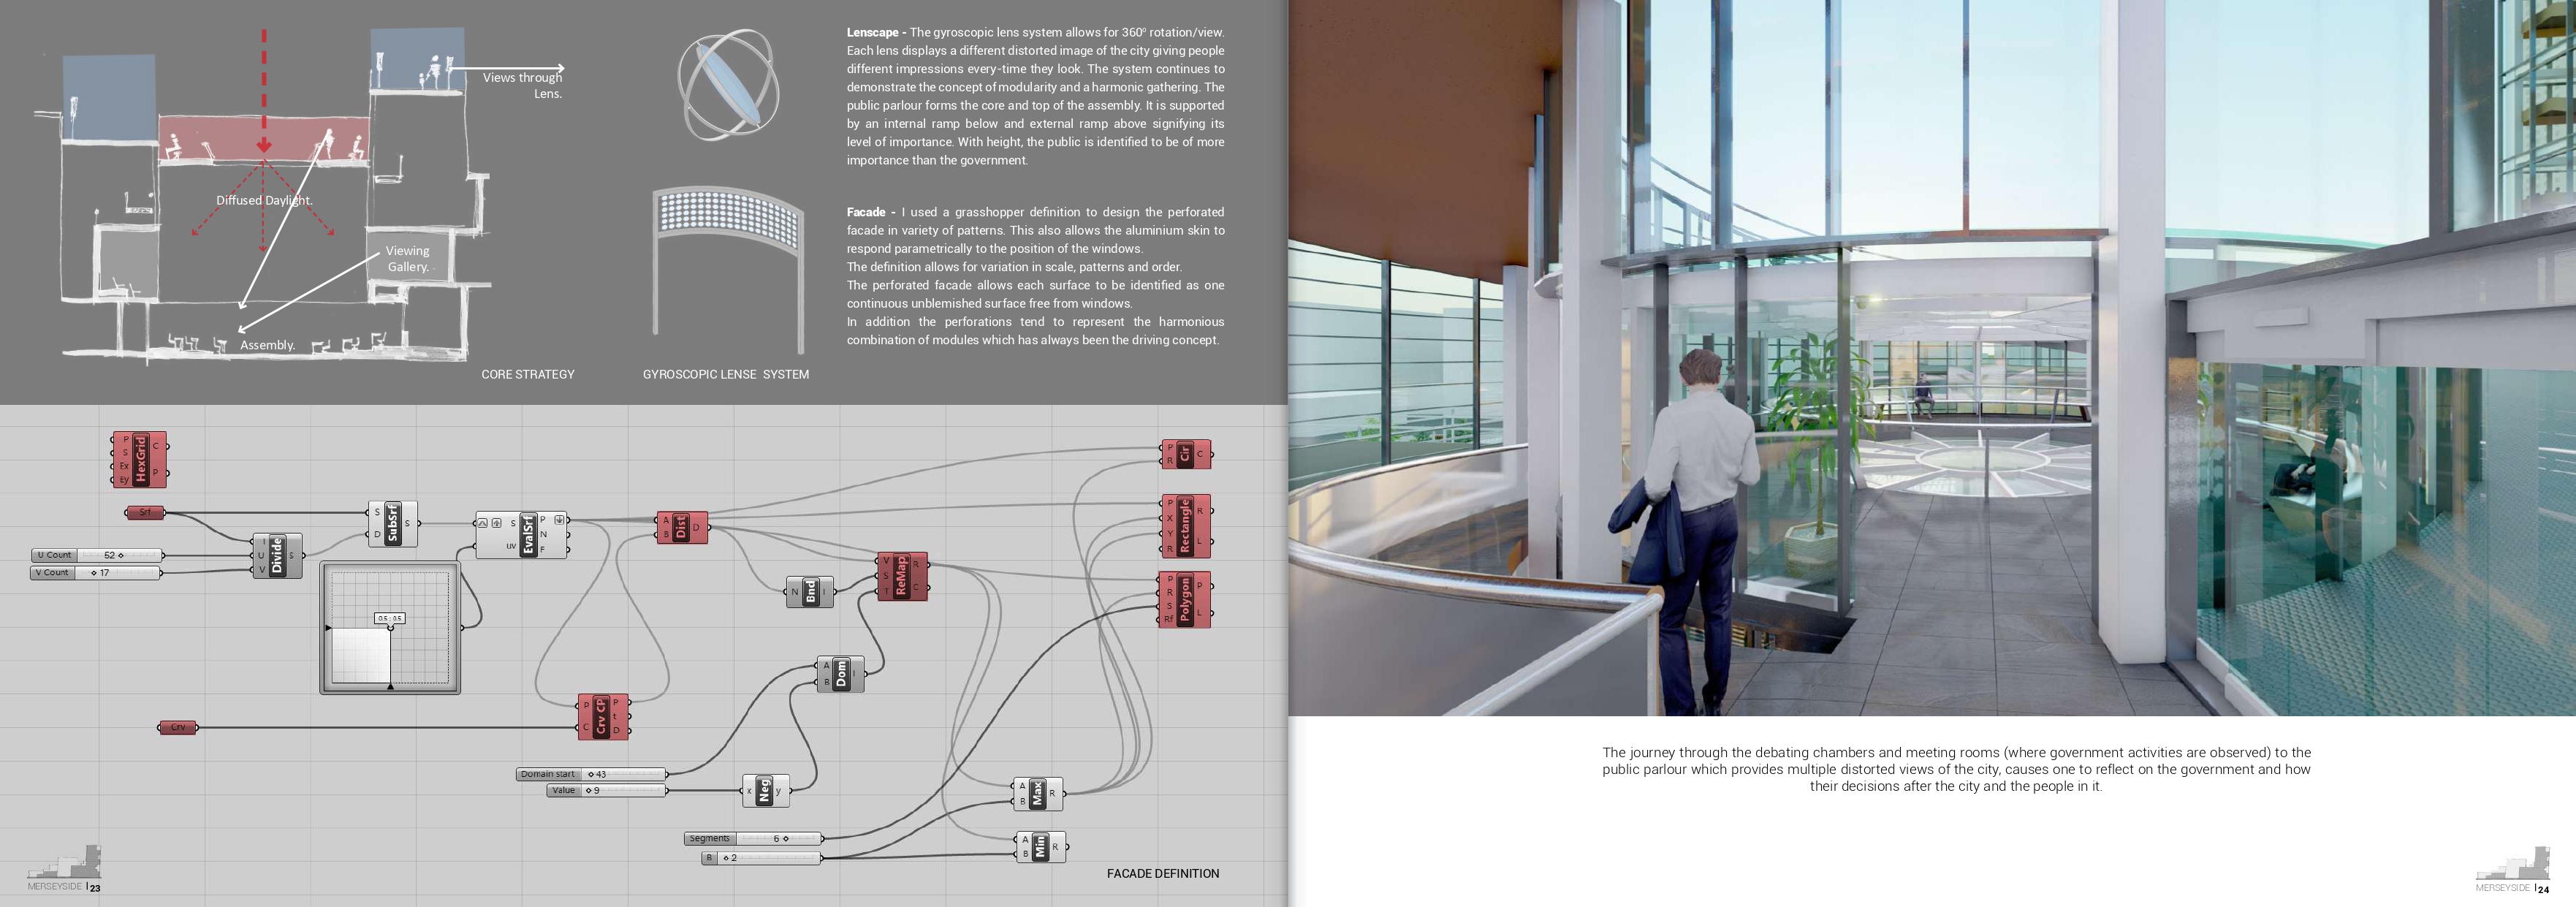 Views through
Lens.
Diffused Daylight.
Viewing
Gallery.
Assembly.
CORE STRATEGY
GYROSCOPIC LENSE SYSTEM
Lenscape - The gyroscopic lens system allows for 360° rotation/view.
Each lens displays a different distorted image of the city giving people
different impressions every-time they look. The system continues to
demonstrate the concept of modularity and a harmonic gathering. The
public parlour forms the core and top of the assembly. It is supported
by an internal ramp below and external ramp above signifying its
level of importance. With height, the public is identified to be of more
importance than the government.
Facade - I used a grasshopper definition to design the perforated
facade in variety of patterns. This also allows the aluminium skin to
respond parametrically to the position of the windows.
The definition allows for variation in scale, patterns and order.
The perforated facade allows each surface to be identified as one
continuous unblemished surface free from windows.
In addition the perforations tend to represent the harmonious
combination of modules which has always been the driving concept.
P
S
Ex
Ey
HexGrid
C
P
Srf
U Count 52
V Count 17
I
U
V
Divide
S
S
D
SubSrf
S
0.5 : 0.5
S
uv
EvalSrf
P
N
F
A
B
Dist
D
N
Bnd
I
V
S
T
ReMap
R
C
A
B
Dom
I
Crv
P
C
Crv CP
P
t
D
Domain start 43
Value 9
x
Neg
y
Segments 6
B 2
A
B
Max
R
A
B
Min
R
P
R
Cir
C
P
X
Y
R
Rectangle
R
L
P
R
S
Rf
Polygon
P
L
FACADE DEFINITION
MERSEYSIDE | 23
The journey through the debating chambers and meeting rooms (where government activities are observed) to the
public parlour which provides multiple distorted views of the city, causes one to reflect on the government and how
their decisions after the city and the people in it.
MERSEYSIDE | 24